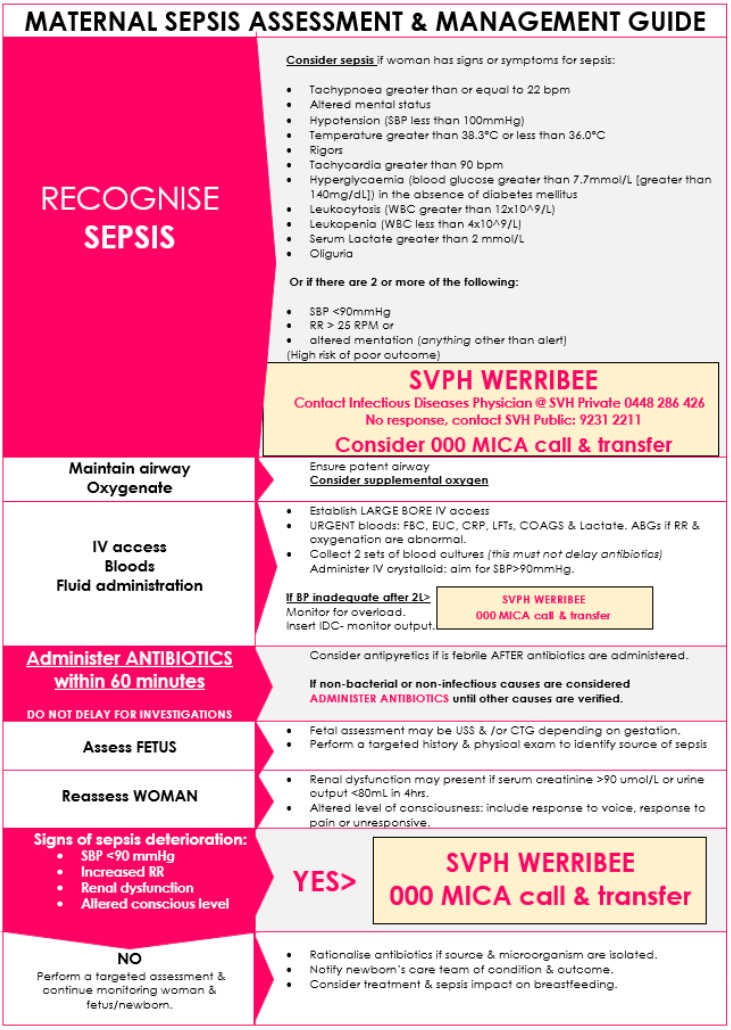 MATERNAL SEPSIS ASSESSMENT & MANAGEMENT GUIDE
RECOGNISE
SEPSIS
Consider sepsis if woman has signs or symptoms for sepsis:
• Tachypnoea greater than or equal to 22 bpm
• Altered mental status
• Hypotension (SBP less than 100mmHg)
• Temperature greater than 38.3°C or less than 36.0°C
• Rigors
• Tachycardia greater than 90 bpm
• Hyperglycaemia (blood glucose greater than 7.7mmol/L [greater than
140mg/dL]) in the absence of diabetes mellitus
• Leukocytosis (WBC greater than 12x10^9/L)
• Leukopenia (WBC less than 4x10^9/L)
• Serum Lactate greater than 2 mmol/L
• Oliguria
Or if there are 2 or more of the following:
• SBP <90mmHg
• RR > 25 RPM or
• altered mentation (anything other than alert)
(High risk of poor outcome)
SVPH WERRIBEE
Contact Infectious Diseases Physician @ SVH Private 0448 286 426
No response, contact SVH Public: 9231 2211
Consider 000 MICA call & transfer
Maintain airway
Oxygenate
Ensure patent airway
Consider supplemental oxygen
IV access
Bloods
Fluid administration
• Establish LARGE BORE IV access
• URGENT bloods: FBC, EUC, CRP, LFTs, COAGS & Lactate. ABGs if RR &
oxygenation are abnormal.
• Collect 2 sets of blood cultures (this must not delay antibiotics)
Administer IV crystalloid: aim for SBP>90mmHg.
If BP inadequate after 2L>
Monitor for overload.
Insert IDC- monitor output.
SVPH WERRIBEE
000 MICA call & transfer
Administer ANTIBIOTICS
within 60 minutes
DO NOT DELAY FOR INVESTIGATIONS
Consider antipyretics if is febrile AFTER antibiotics are administered.
If non-bacterial or non-infectious causes are considered
ADMINISTER ANTIBIOTICS until other causes are verified.
Assess FETUS
• Fetal assessment may be USS & /or CTG depending on gestation.
• Perform a targeted history & physical exam to identify source of sepsis
Reassess WOMAN
• Renal dysfunction may present if serum creatinine >90 umol/L or urine
output <80mL in 4hrs.
• Altered level of consciousness: include response to voice, response to
pain or unresponsive.
Signs of sepsis deterioration:
• SBP <90 mmHg
• Increased RR
• Renal dysfunction
• Altered conscious level
YES>
SVPH WERRIBEE
000 MICA call & transfer
NO
Perform a targeted assessment &
continue monitoring woman &
fetus/newborn.
• Rationalise antibiotics if source & microorganism are isolated.
• Notify newborn's care team of condition & outcome.
• Consider treatment & sepsis impact on breastfeeding.